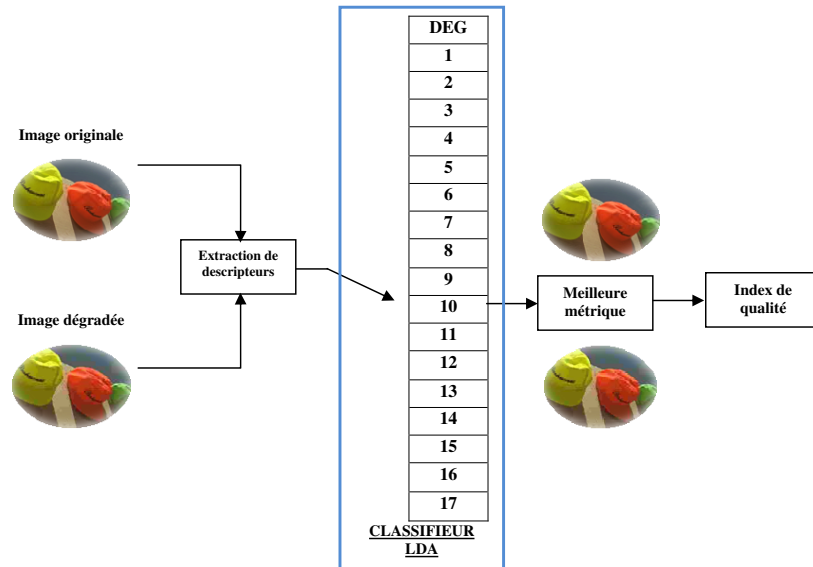 Image originale
Image dégradée
Extraction de
descripteurs
DEG
1
2
3
4
5
6
7
8
9
10
11
12
13
14
15
16
17
CLASSIFIEUR
LDA
Meilleure
métrique
Index de
qualité